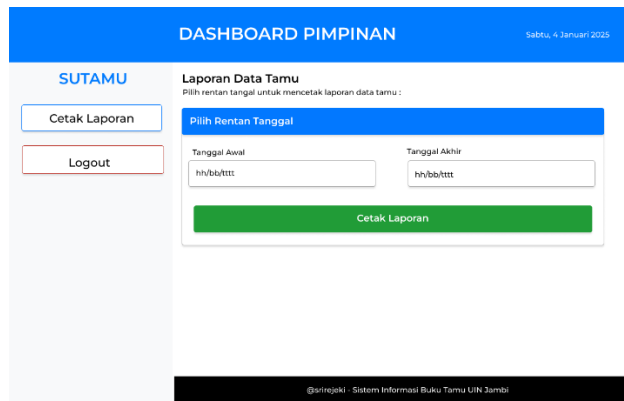 DASHBOARD PIMPINAN
Sabtu, 4 Januari 2025
SUTAMU
Cetak Laporan
Logout
Laporan Data Tamu
Pilih rentan tangal untuk mencetak laporan data tamu :
Pilih Rentan Tanggal
Tanggal Awal
Tanggal Akhir
hh/bb/tttt
hh/bb/tttt
Cetak Laporan
@srirejeki - Sistem Informasi Buku Tamu UIN Jambi